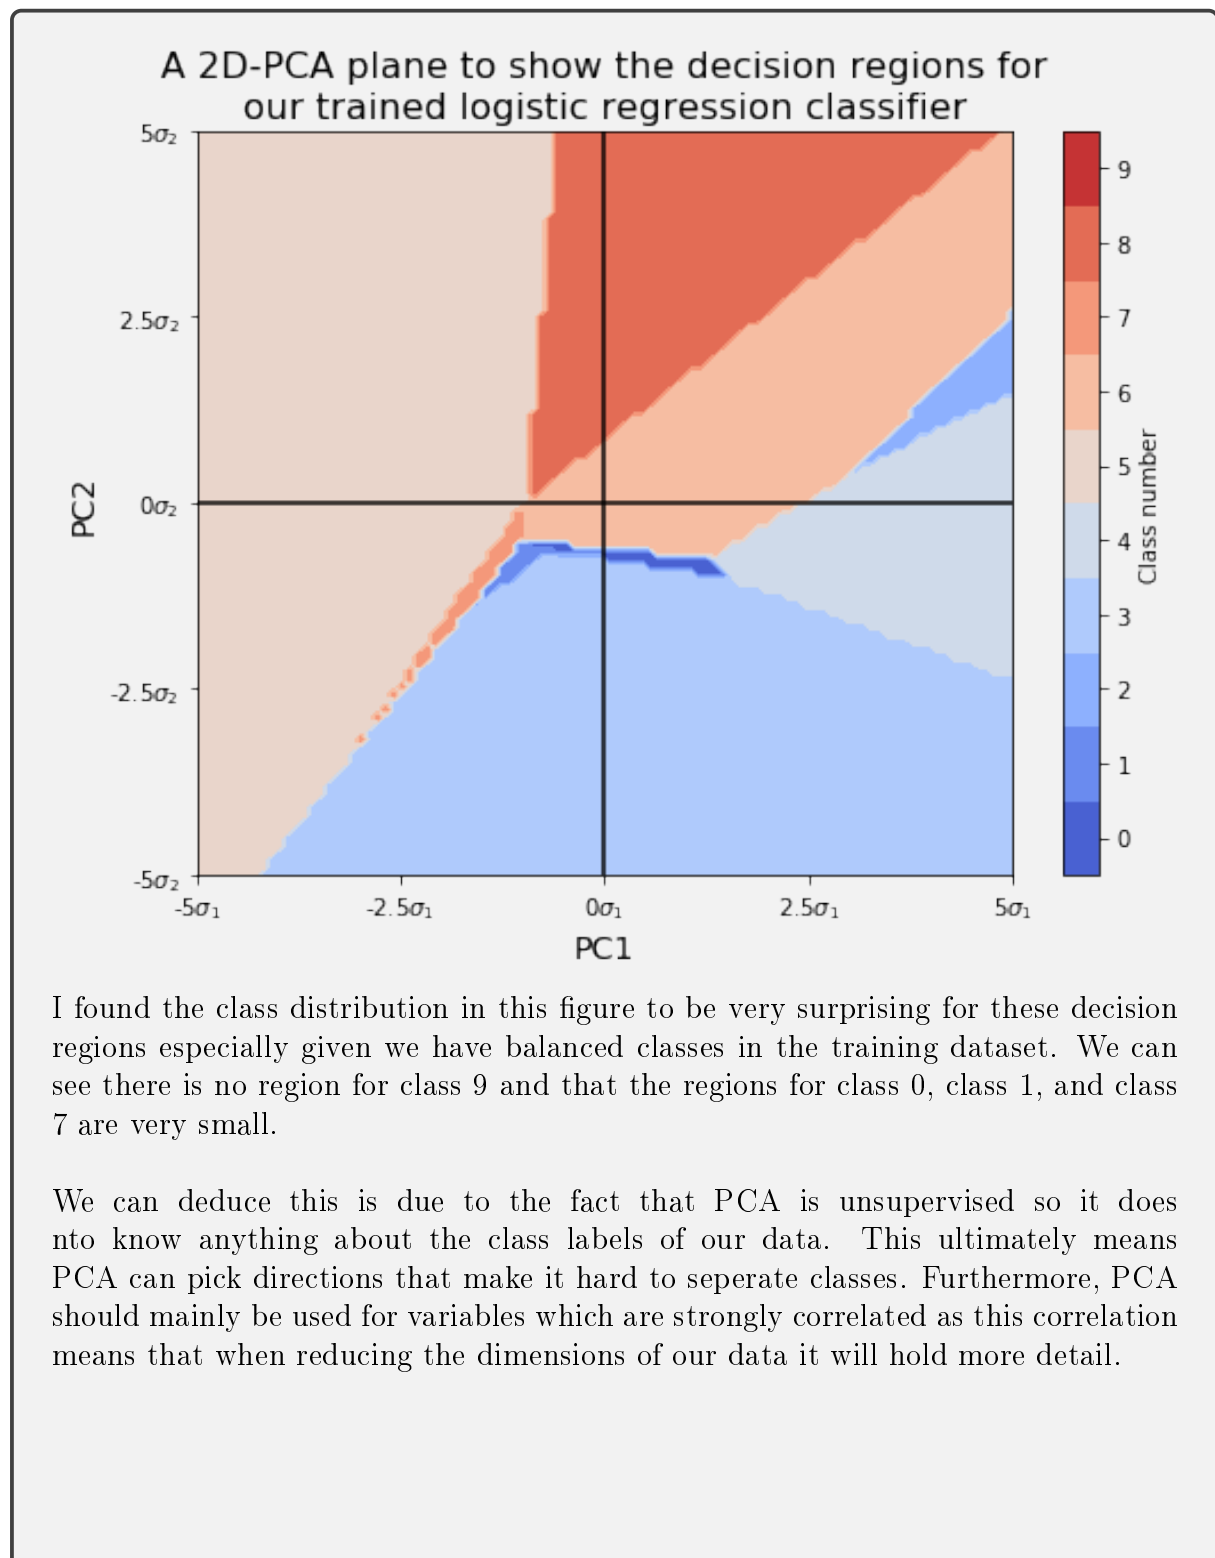 A 2D-PCA plane to show the decision regions for
our trained logistic regression classifier
5σ₂
2.5σ₂
0σ₂
-2.5σ₂
-5σ₂
PC2
-5σ₁
-2.5σ₁
0σ₁
2.5σ₁
5σ₁
PC1
9
8
7
6
5
4
3
2
1
0
Class number
I found the class distribution in this figure to be very surprising for these decision
regions especially given we have balanced classes in the training dataset. We can
see there is no region for class 9 and that the regions for class 0, class 1, and class
7 are very small.
We can deduce this is due to the fact that PCA is unsupervised so it does
nto know anything about the class labels of our data. This ultimately means
PCA can pick directions that make it hard to seperate classes. Furthermore, PCA
should mainly be used for variables which are strongly correlated as this correlation
means that when reducing the dimensions of our data it will hold more detail.